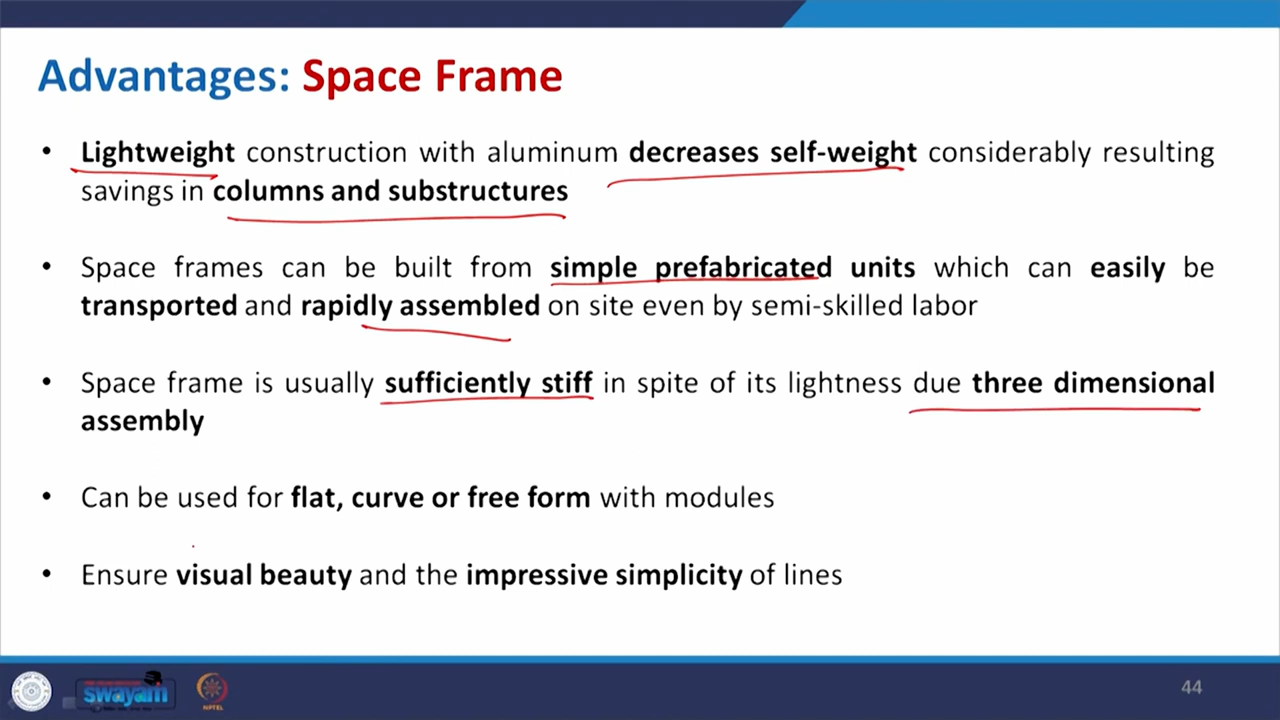 Advantages: Space Frame
• Lightweight construction with aluminum decreases self-weight considerably resulting
savings in columns and substructures
• Space frames can be built from simple prefabricated units which can easily be
transported and rapidly assembled on site even by semi-skilled labor
• Space frame is usually sufficiently stiff in spite of its lightness due three dimensional
assembly
• Can be used for flat, curve or free form with modules
• Ensure visual beauty and the impressive simplicity of lines
swayam
NPTEL
44